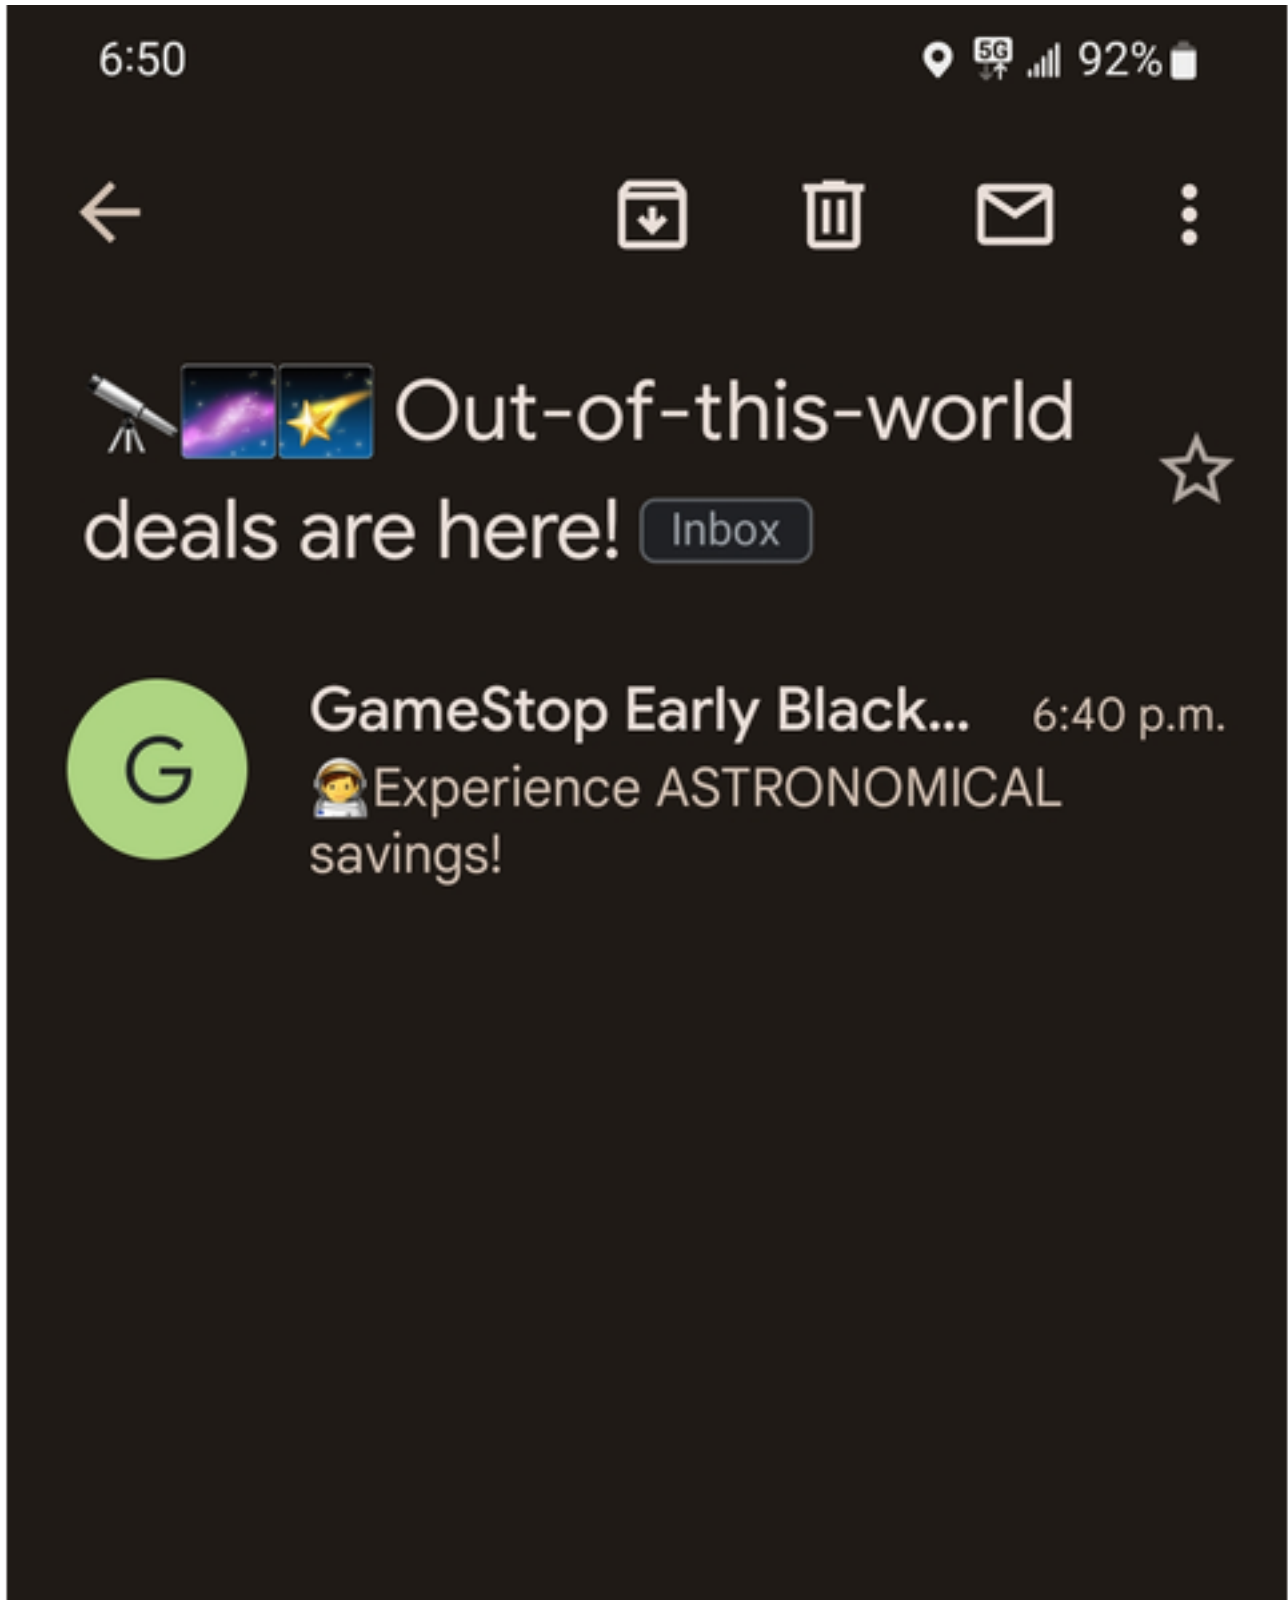 6:50 5G 92%
🔭🌌🌠 Out-of-this-world
deals are here! Inbox
G
GameStop Early Black... 6:40 p.m.
🧑‍🚀Experience ASTRONOMICAL
savings!